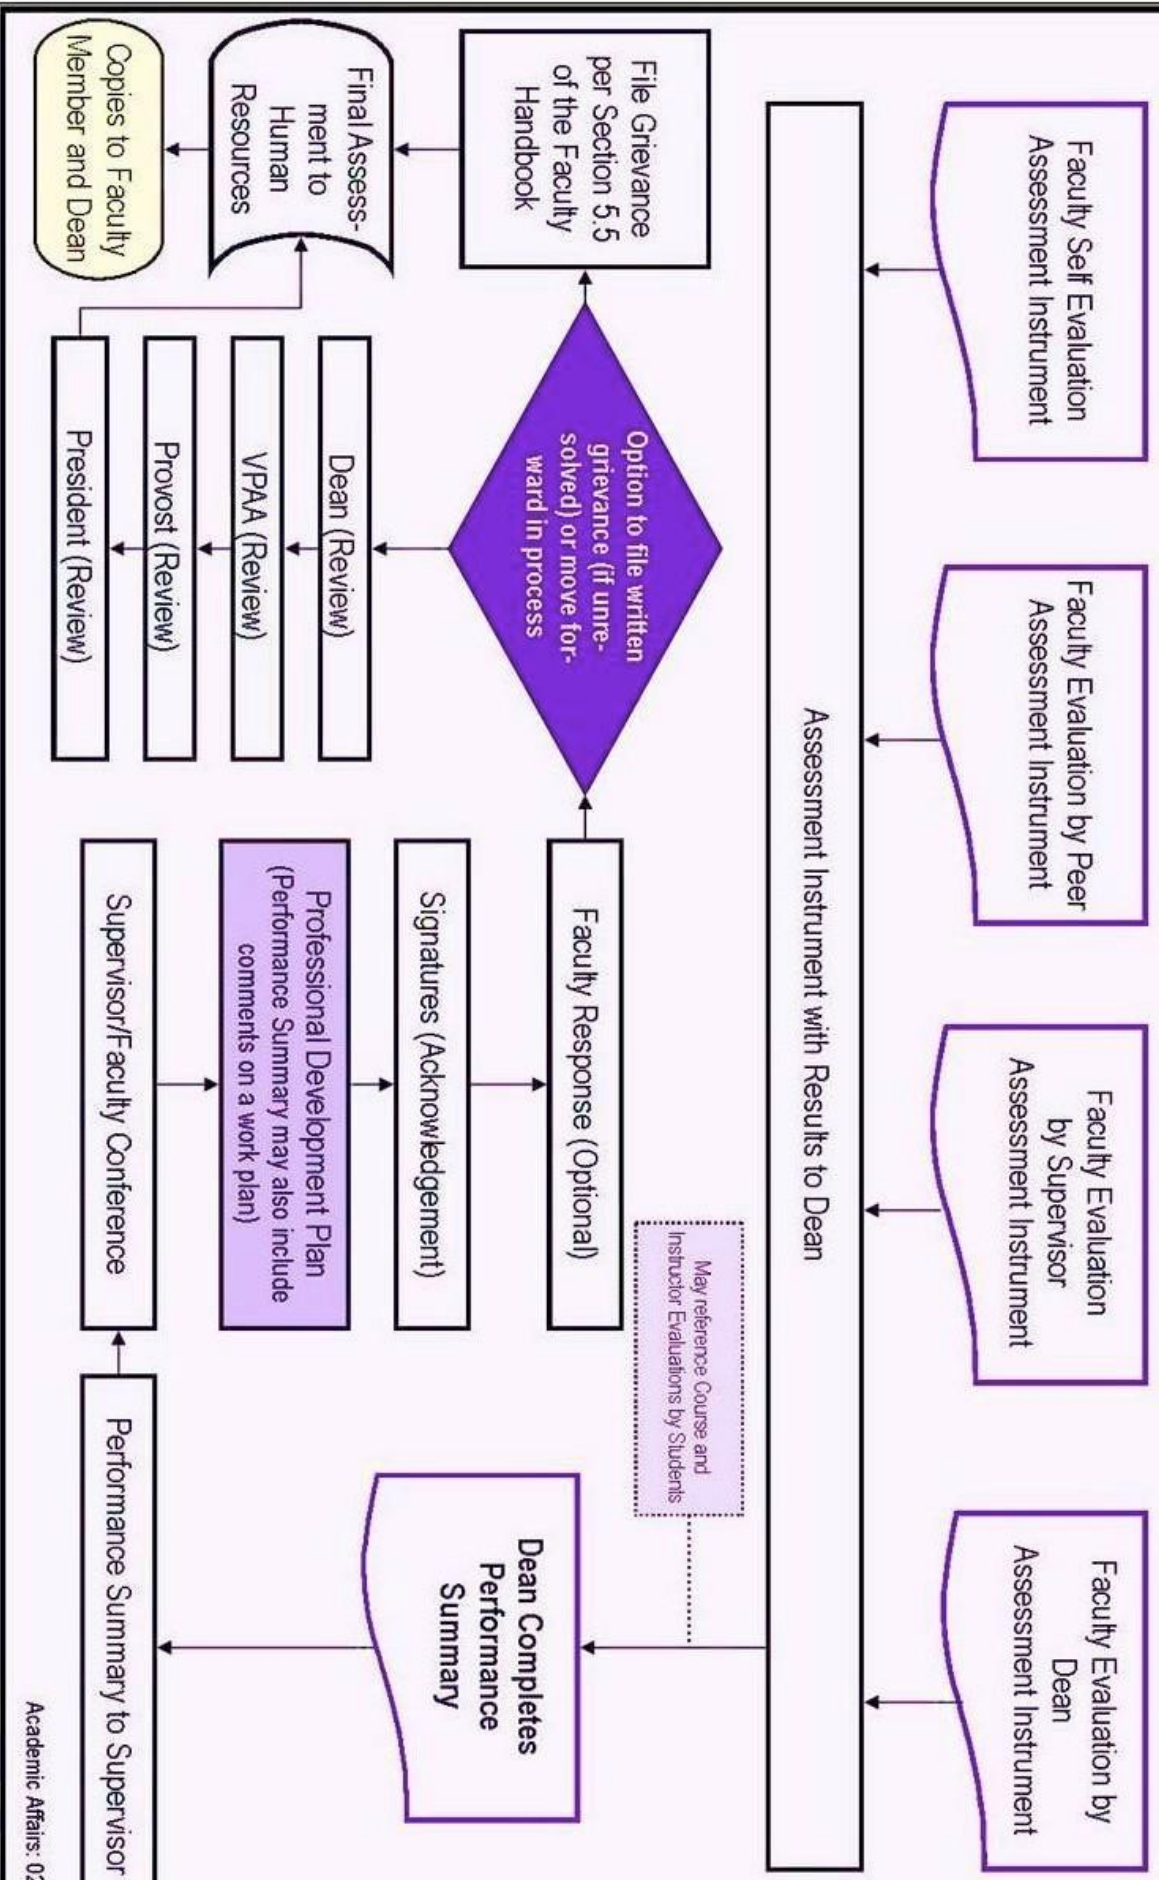 Faculty Self Evaluation
Assessment Instrument
Faculty Evaluation by Peer
Assessment Instrument
Faculty Evaluation
by Supervisor
Assessment Instrument
Faculty Evaluation by
Dean
Assessment Instrument
Assessment Instrument with Results to Dean
May reference Course and
Instructor Evaluations by Students
Dean Completes
Performance
Summary
Performance Summary to Supervisor
Supervisor/Faculty Conference
Professional Development Plan
(Performance Summary may also include
comments on a work plan)
Signatures (Acknowledgement)
Faculty Response (Optional)
Option to file written
grievance (if unre-
solved) or move for-
ward in process
File Grievance
per Section 5.5
of the Faculty
Handbook
Dean (Review)
VPAA (Review)
Provost (Review)
President (Review)
Final Assess-
ment to
Human
Resources
Copies to Faculty
Member and Dean
Academic Affairs: 02